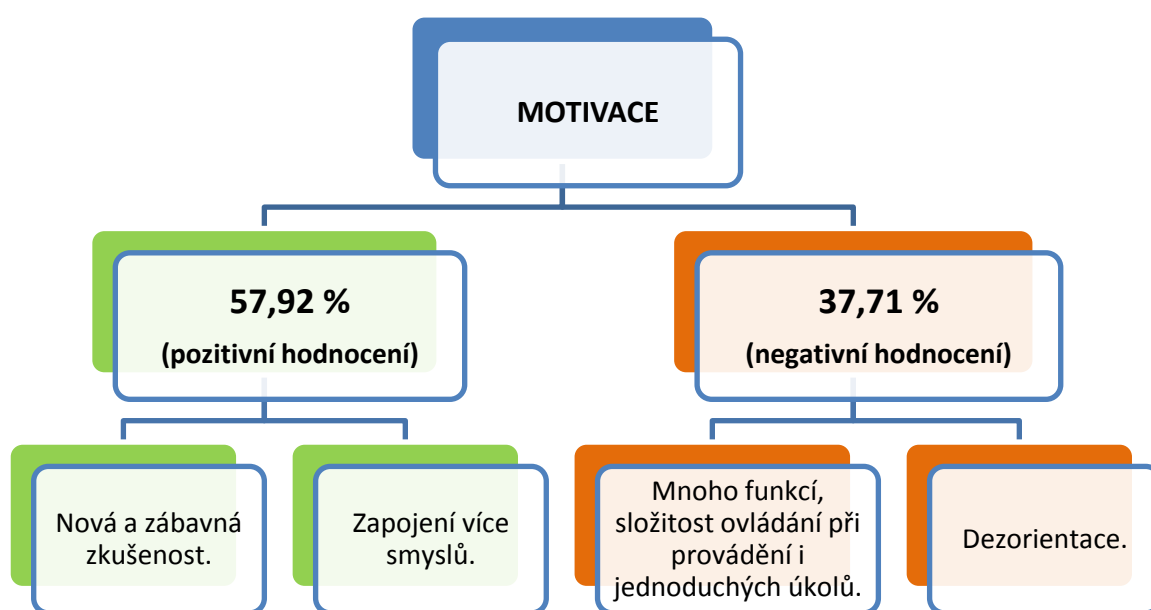 MOTIVACE
57,92 %
(pozitivní hodnocení)
37,71 %
(negativní hodnocení)
Nová a zábavná
zkušenost.
Zapojení více
smyslů.
Mnoho funkcí,
složitost ovládání při
provádění i
jednoduchých úkolů.
Dezorientace.